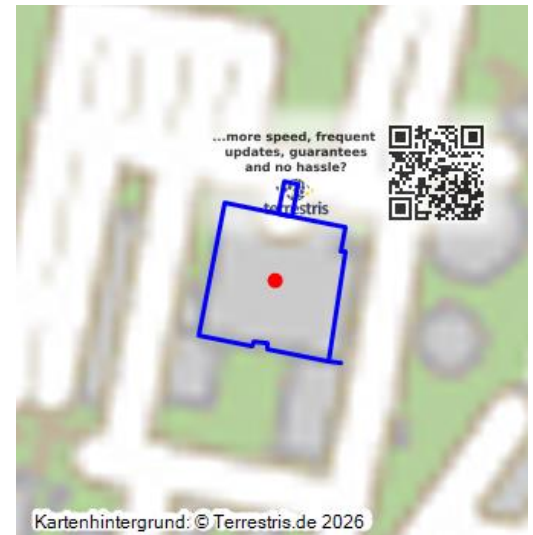 ...more speed, frequent
updates, guarantees
and no hassle?
terrestris
Kartenhintergrund: © Terrestris.de 2026